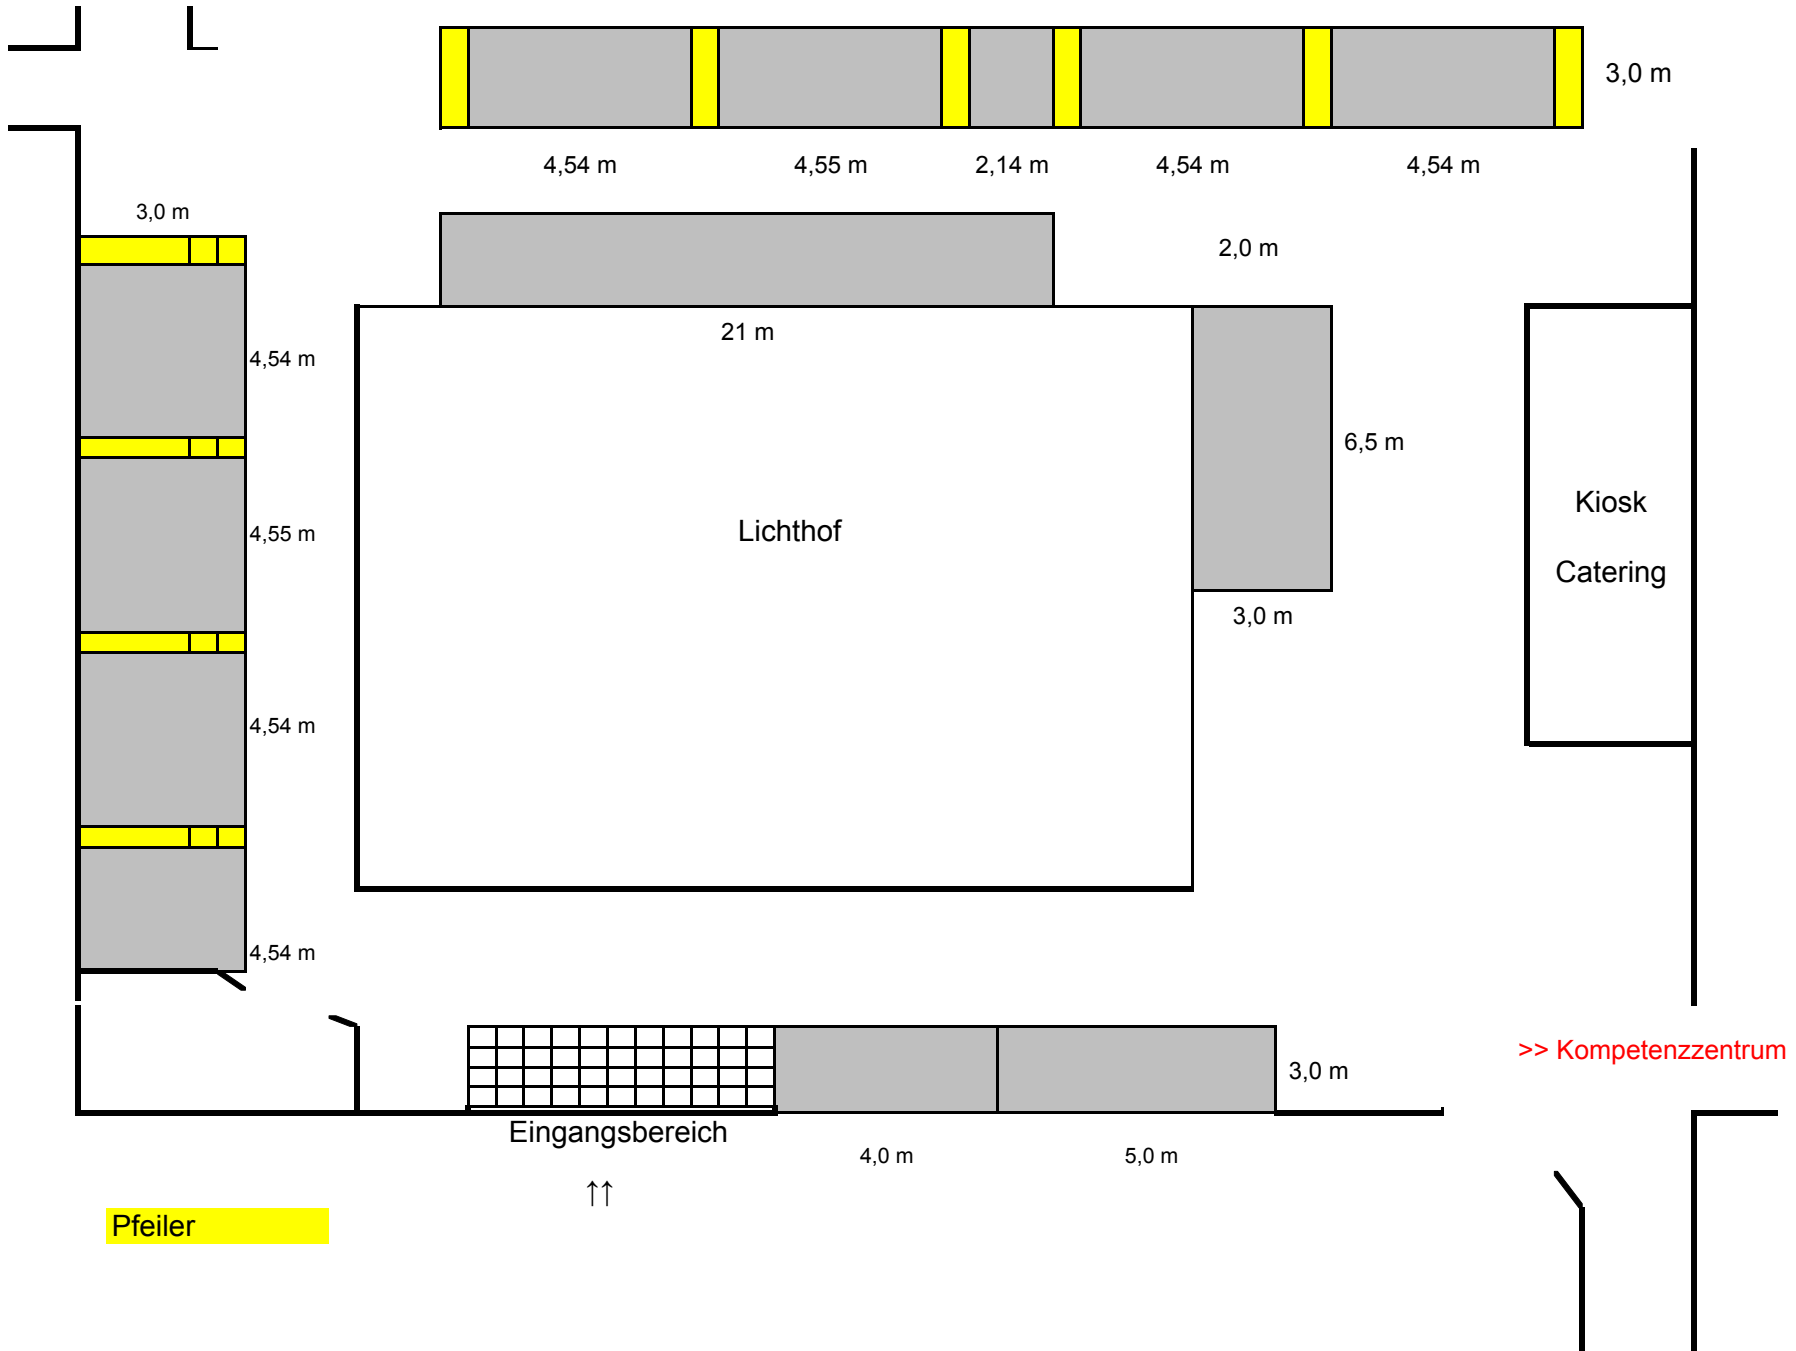 3,0 m
4,54 m
4,55 m
2,14 m
4,54 m
4,54 m
3,0 m
2,0 m
21 m
4,54 m
6,5 m
Kiosk
Lichthof
4,55 m
Catering
3,0 m
4,54 m
4,54 m
>> Kompetenzzentrum
3,0 m
Eingangsbereich
4,0 m
5,0 m
↑↑
Pfeiler